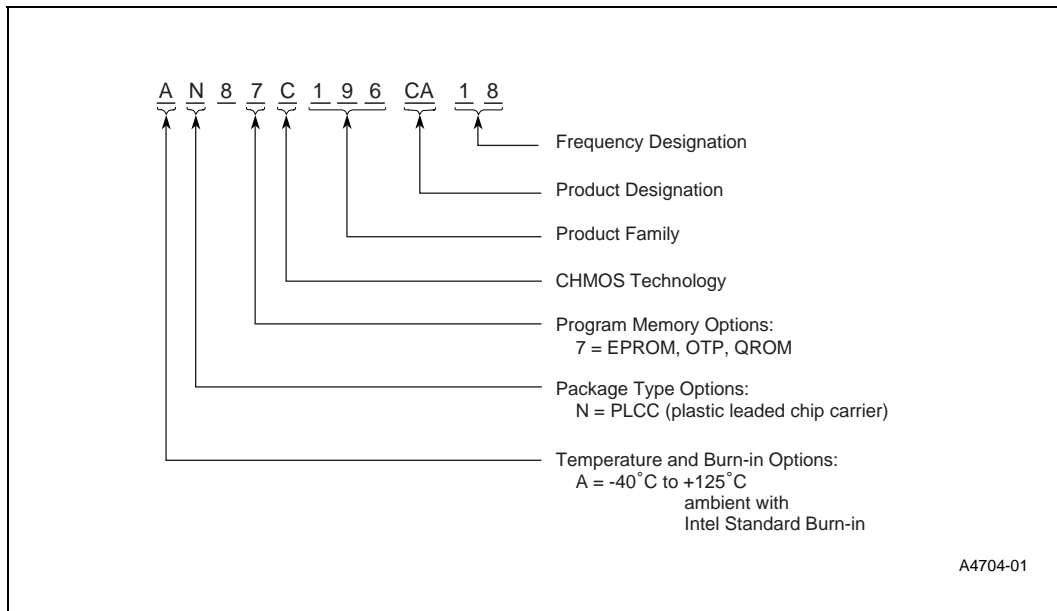 A N 8 7 C 1 9 6 CA 1 8
Frequency Designation
Product Designation
Product Family
CHMOS Technology
Program Memory Options:
7 = EPROM, OTP, QROM
Package Type Options:
N = PLCC (plastic leaded chip carrier)
Temperature and Burn-in Options:
A = -40˚C to +125˚C
ambient with
Intel Standard Burn-in
A4704-01